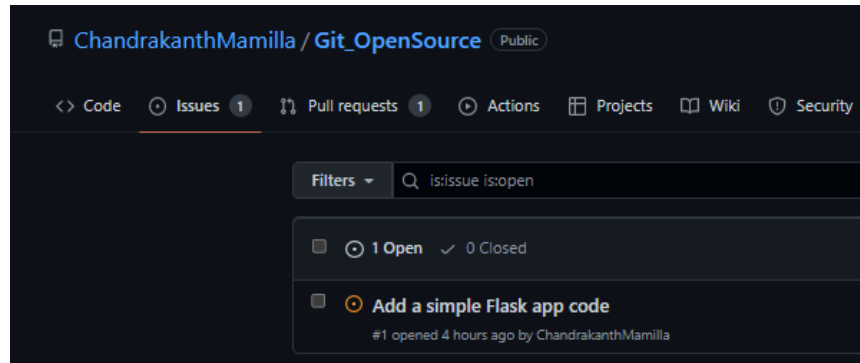 ChandrakanthMamilla / Git_OpenSource Public
Code Issues 1 Pull requests 1 Actions Projects Wiki Security
Filters is:issue is:open
1 Open 0 Closed
Add a simple Flask app code
#1 opened 4 hours ago by ChandrakanthMamilla